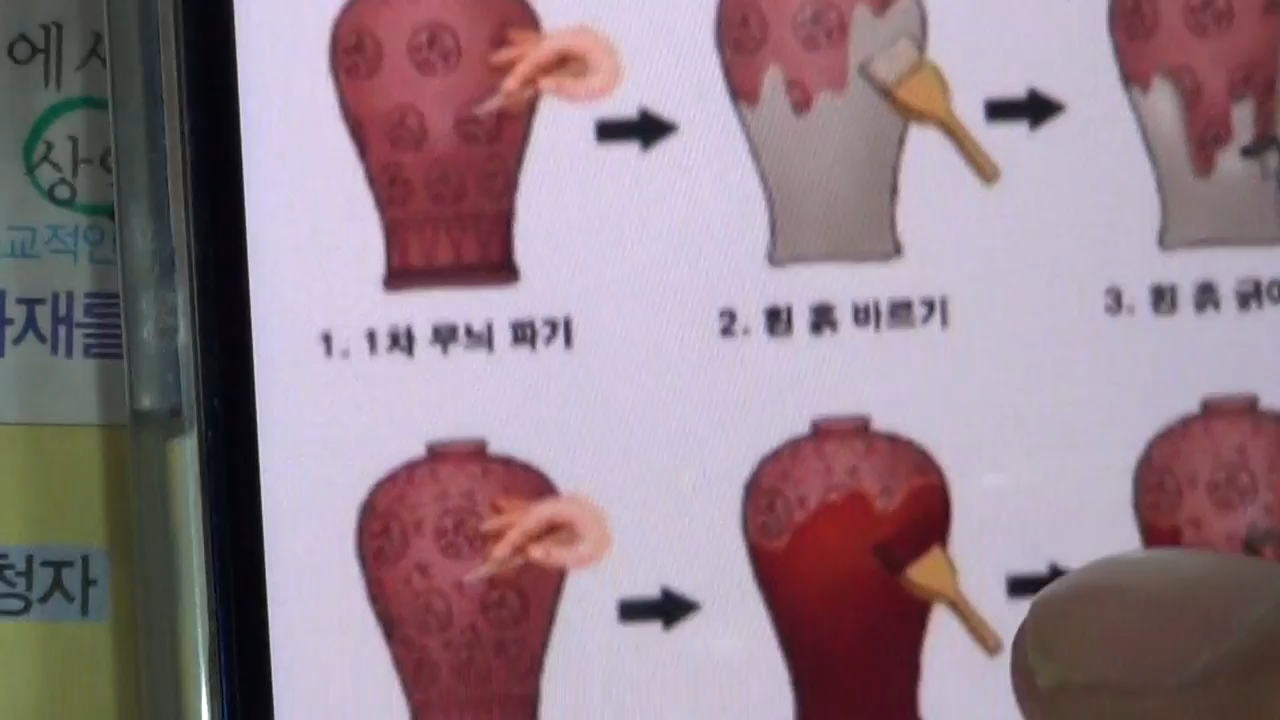 에서
상
교적인
재를
청자
1. 1차 무늬 파기
2. 흰 흙 바르기
3. 흰 흙 긁어